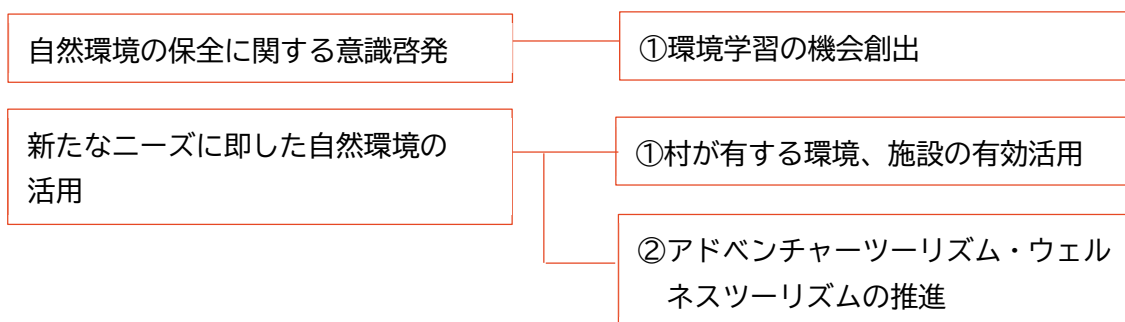 自然環境の保全に関する意識啓発
①環境学習の機会創出
新たなニーズに即した自然環境の
活用
①村が有する環境、施設の有効活用
②アドベンチャーツーリズム・ウェル
ネスツーリズムの推進